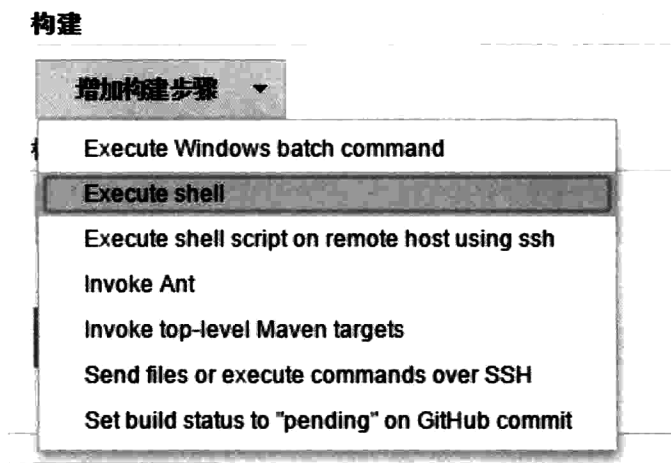 构建
增加构建步骤
Execute Windows batch command
Execute shell
Execute shell script on remote host using ssh
Invoke Ant
Invoke top-level Maven targets
Send files or execute commands over SSH
Set build status to "pending" on GitHub commit